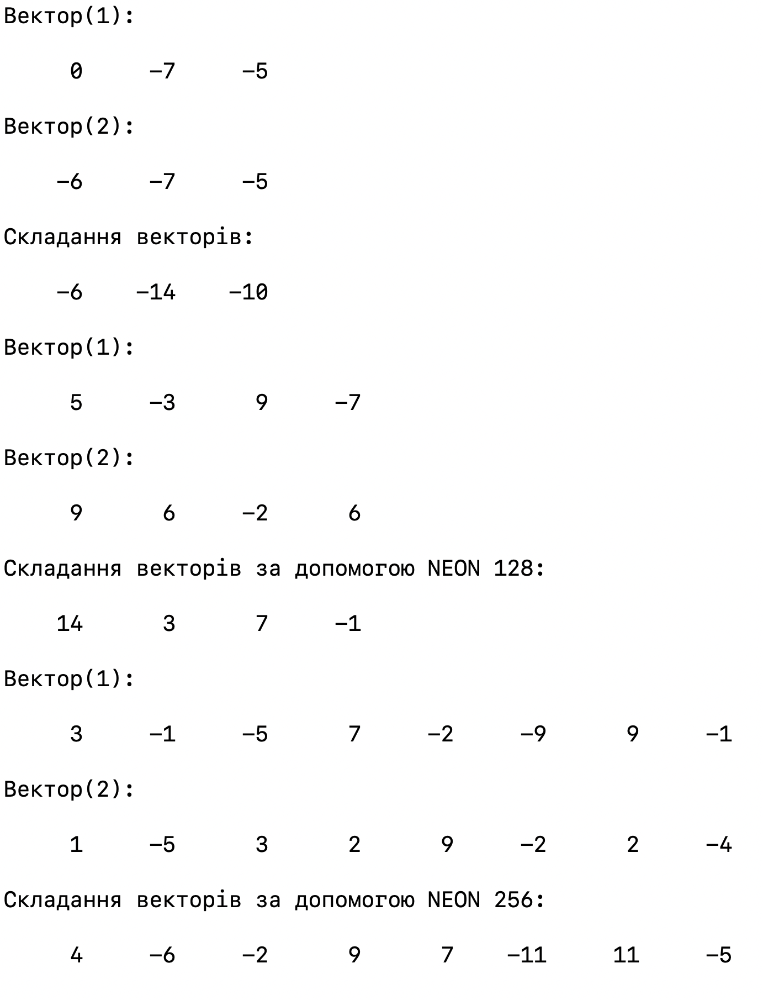 Вектор(1):
0 -7 -5
Вектор(2):
-6 -7 -5
Складання векторів:
-6 -14 -10
Вектор(1):
5 -3 9 -7
Вектор(2):
9 6 -2 6
Складання векторів за допомогою NEON 128:
14 3 7 -1
Вектор(1):
3 -1 -5 7 -2 -9 9 -1
Вектор(2):
1 -5 3 2 9 -2 2 -4
Складання векторів за допомогою NEON 256:
4 -6 -2 9 7 -11 11 -5